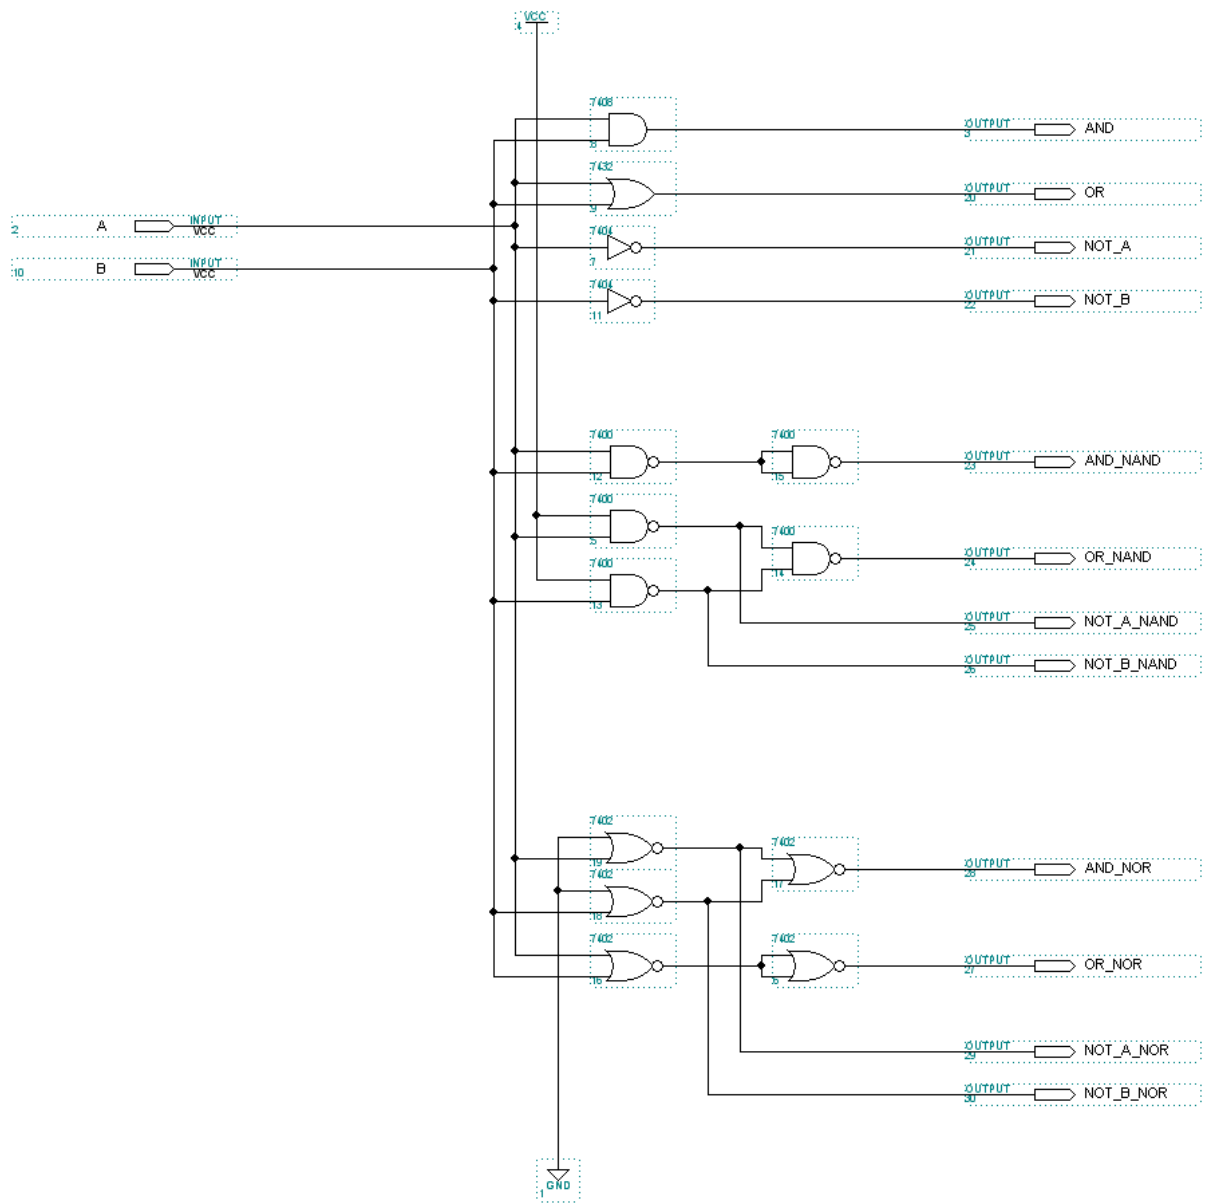 VCC
4
7408
8
OUTPUT
3
AND
7432
9
OUTPUT
20
OR
2
A
INPUT
VCC
7404
7
OUTPUT
21
NOT_A
10
B
INPUT
VCC
7404
11
OUTPUT
22
NOT_B
7400
12
7400
15
OUTPUT
23
AND_NAND
7400
5
7400
14
OUTPUT
24
OR_NAND
7400
13
OUTPUT
25
NOT_A_NAND
OUTPUT
26
NOT_B_NAND
7402
19
7402
17
OUTPUT
28
AND_NOR
7402
18
7402
16
7402
6
OUTPUT
27
OR_NOR
OUTPUT
29
NOT_A_NOR
OUTPUT
30
NOT_B_NOR
GND
1